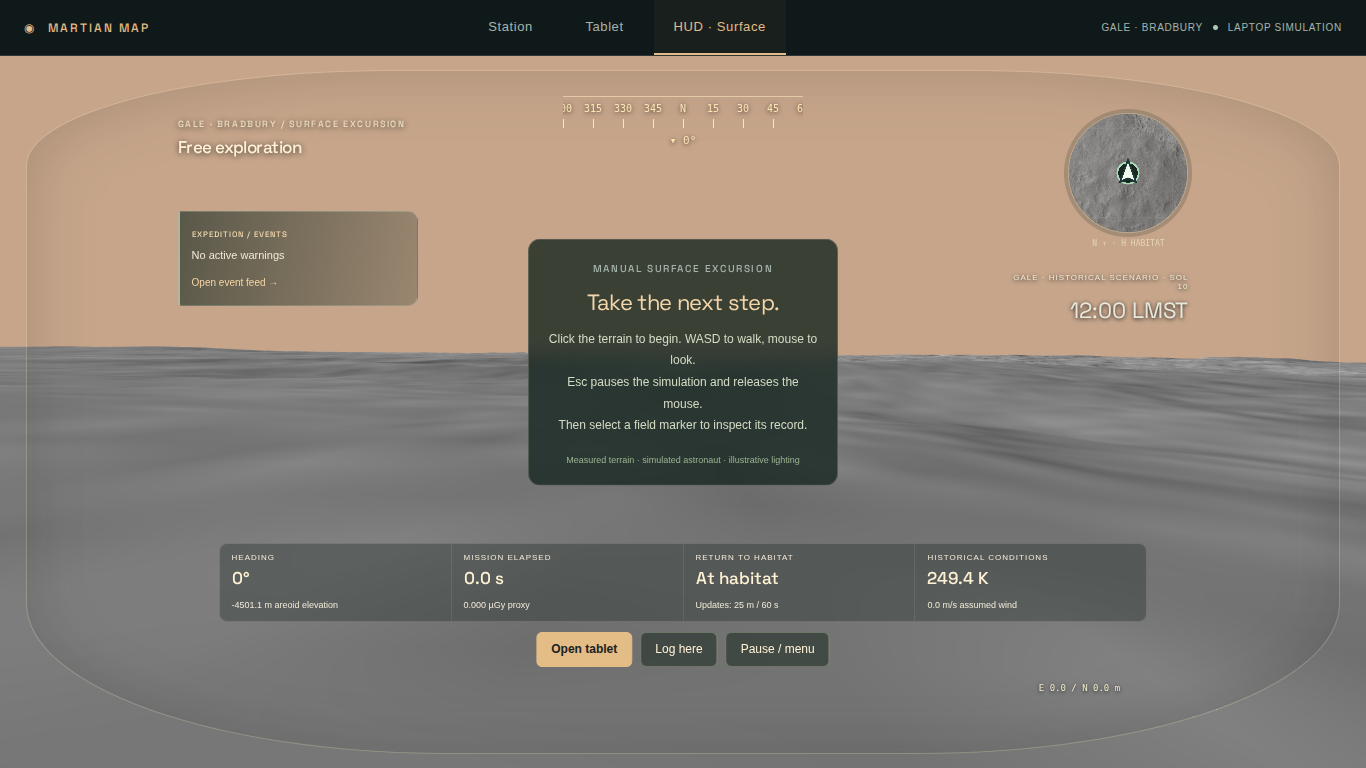 MARTIAN MAP
Station
Tablet
HUD · Surface
GALE · BRADBURY
LAPTOP SIMULATION
315 330 345 N 15 30 45
▾ 0°
GALE · BRADBURY / SURFACE EXCURSION
Free exploration
EXPEDITION / EVENTS
No active warnings
Open event feed →
N ↑ · H HABITAT
GALE · HISTORICAL SCENARIO · SOL
10
12:00 LMST
MANUAL SURFACE EXCURSION
Take the next step.
Click the terrain to begin. WASD to walk, mouse to
look.
Esc pauses the simulation and releases the
mouse.
Then select a field marker to inspect its record.
Measured terrain · simulated astronaut · illustrative lighting
HEADING
0°
-4501.1 m areoid elevation
MISSION ELAPSED
0.0 s
0.000 µGy proxy
RETURN TO HABITAT
At habitat
Updates: 25 m / 60 s
HISTORICAL CONDITIONS
249.4 K
0.0 m/s assumed wind
Open tablet
Log here
Pause / menu
E 0.0 / N 0.0 m